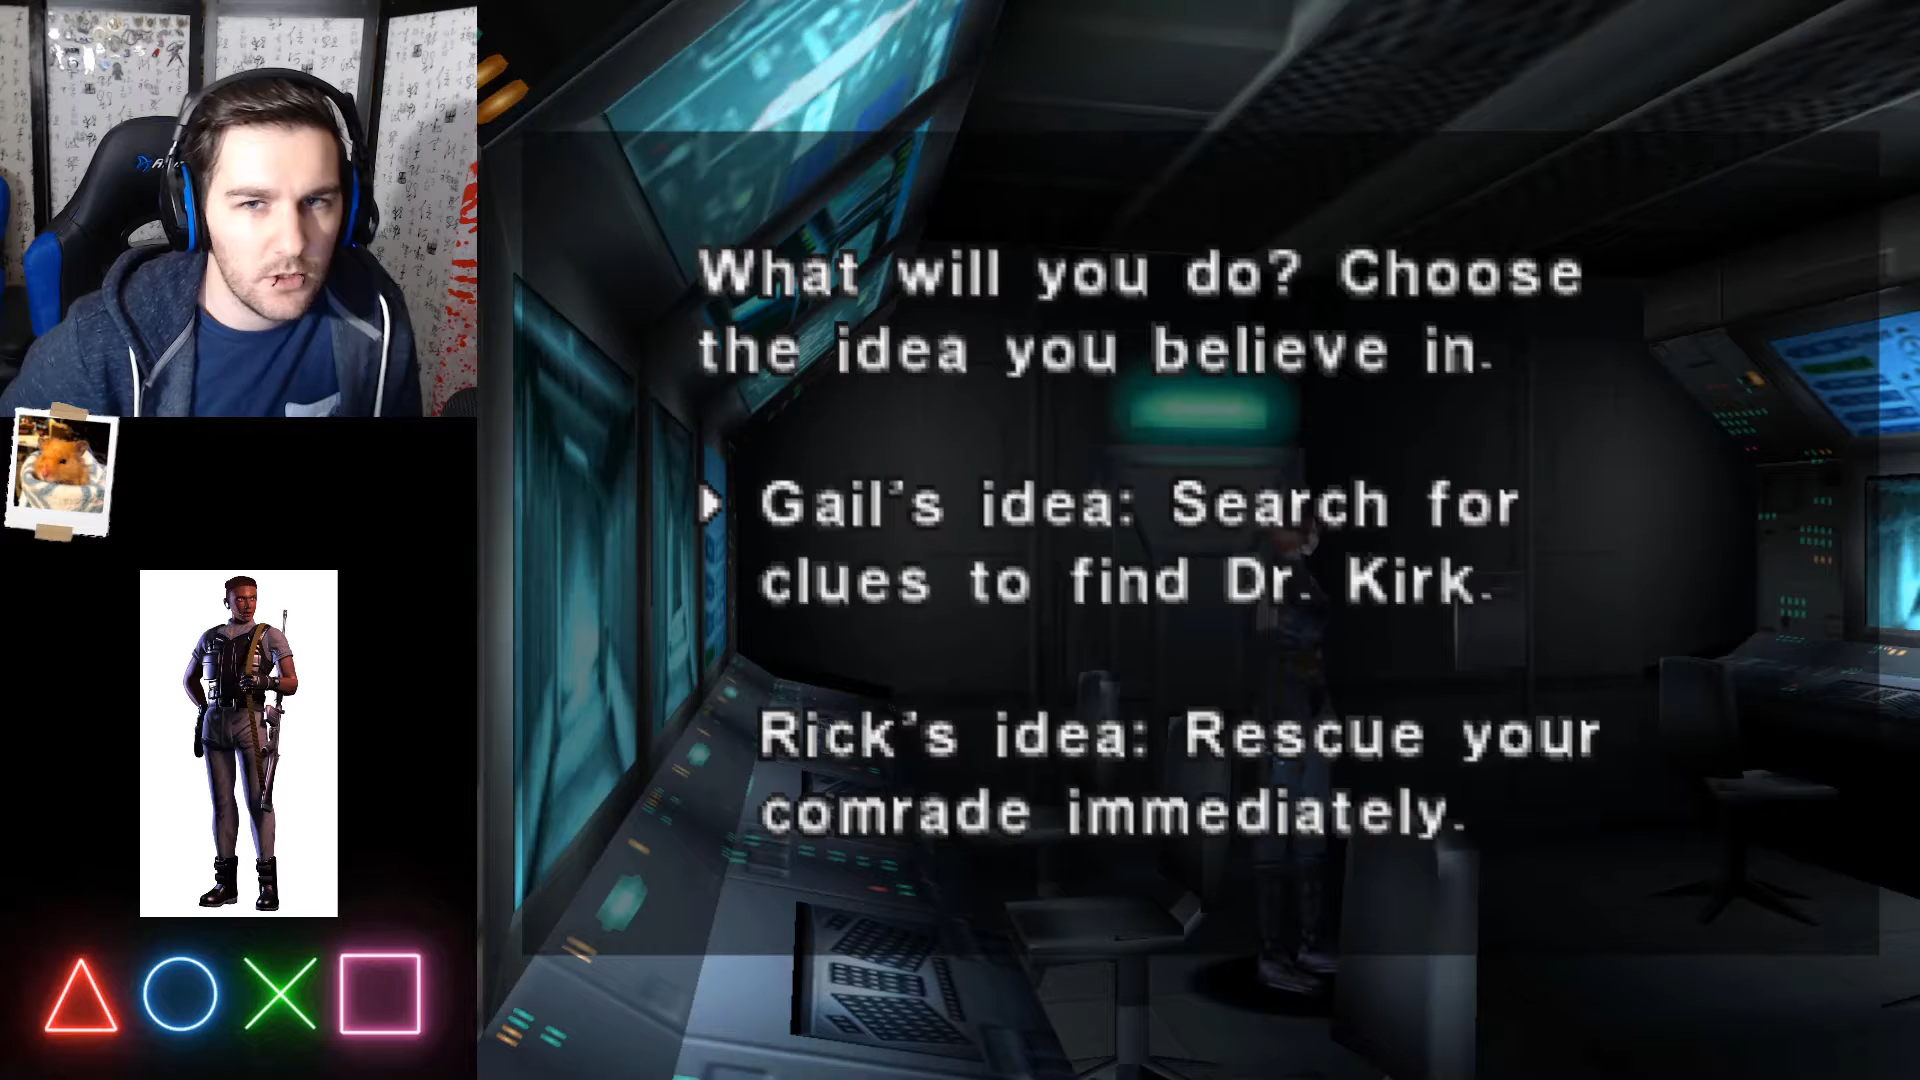 What will you do? Choose
the idea you believe in.
Gail's idea: Search for
clues to find Dr. Kirk.
Rick's idea: Rescue your
comrade immediately.